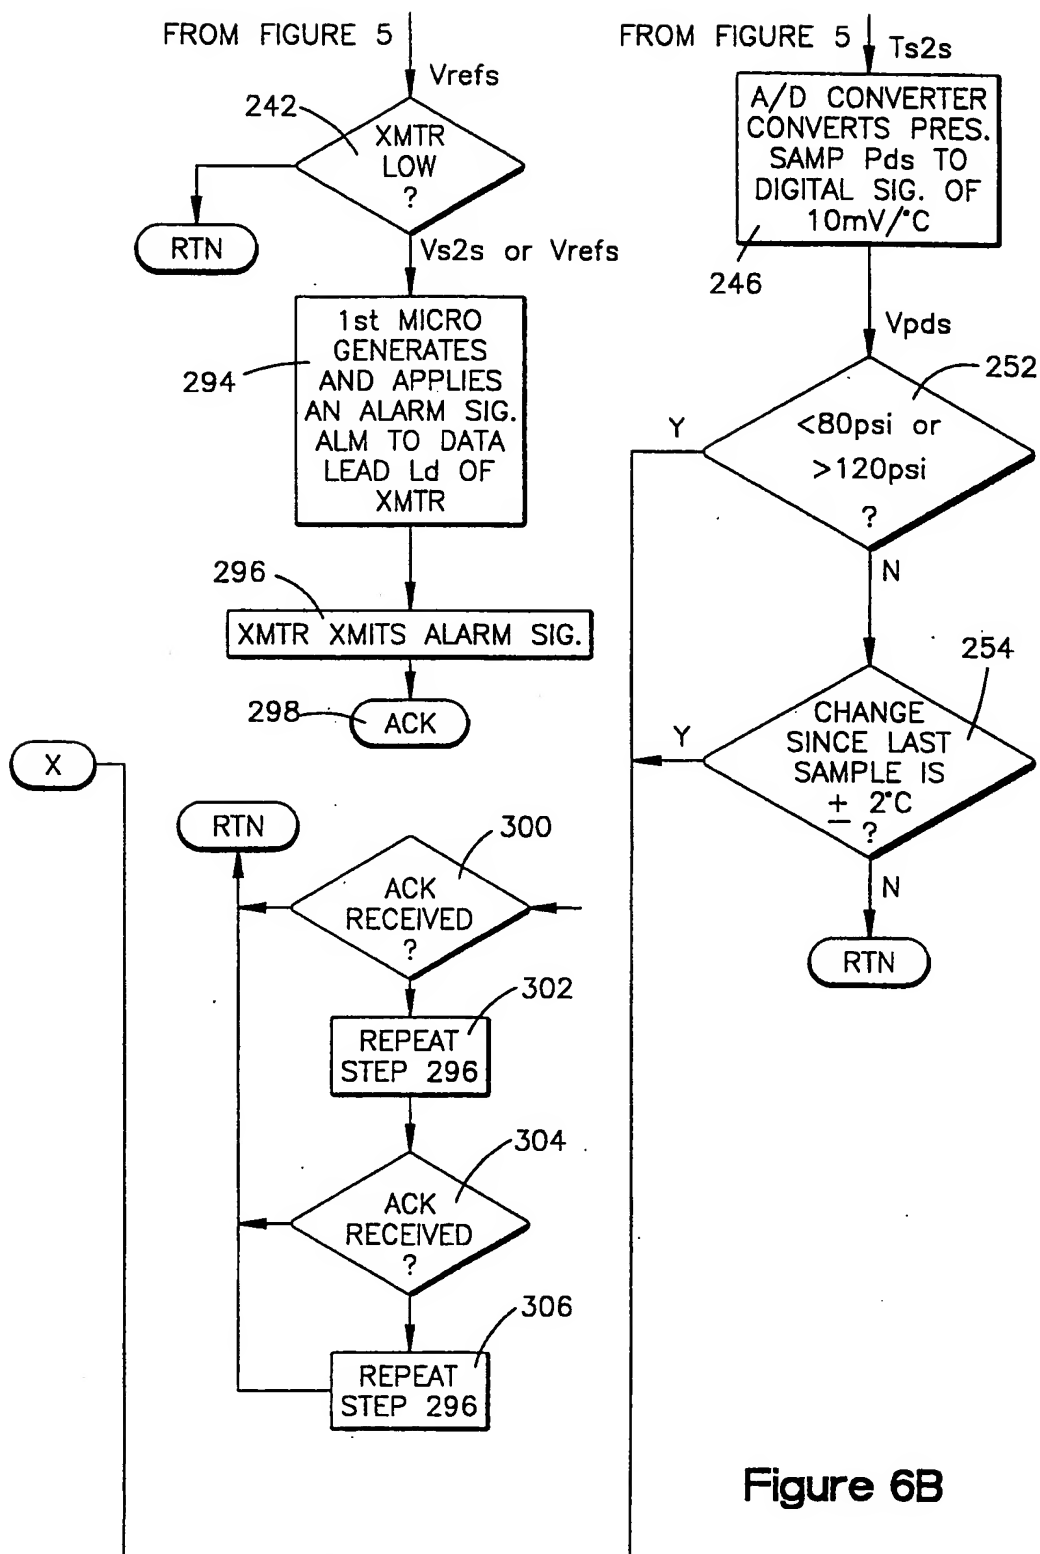 FROM FIGURE 5
Vrefs
242
XMTR
LOW
?
RTN
Vs2s or Vrefs
1st MICRO
GENERATES
AND APPLIES
AN ALARM SIG.
ALM TO DATA
LEAD Ld OF
XMTR
294
296
XMTR XMITS ALARM SIG.
298
ACK
X
RTN
300
ACK
RECEIVED
?
302
REPEAT
STEP 296
304
ACK
RECEIVED
?
306
REPEAT
STEP 296
FROM FIGURE 5
Ts2s
A/D CONVERTER
CONVERTS PRES.
SAMP Pds TO
DIGITAL SIG. OF
10mV/°C
246
Vpds
252
Y
<80psi or
>120psi
?
N
254
Y
CHANGE
SINCE LAST
SAMPLE IS
± 2°C
?
N
RTN
Figure 6B